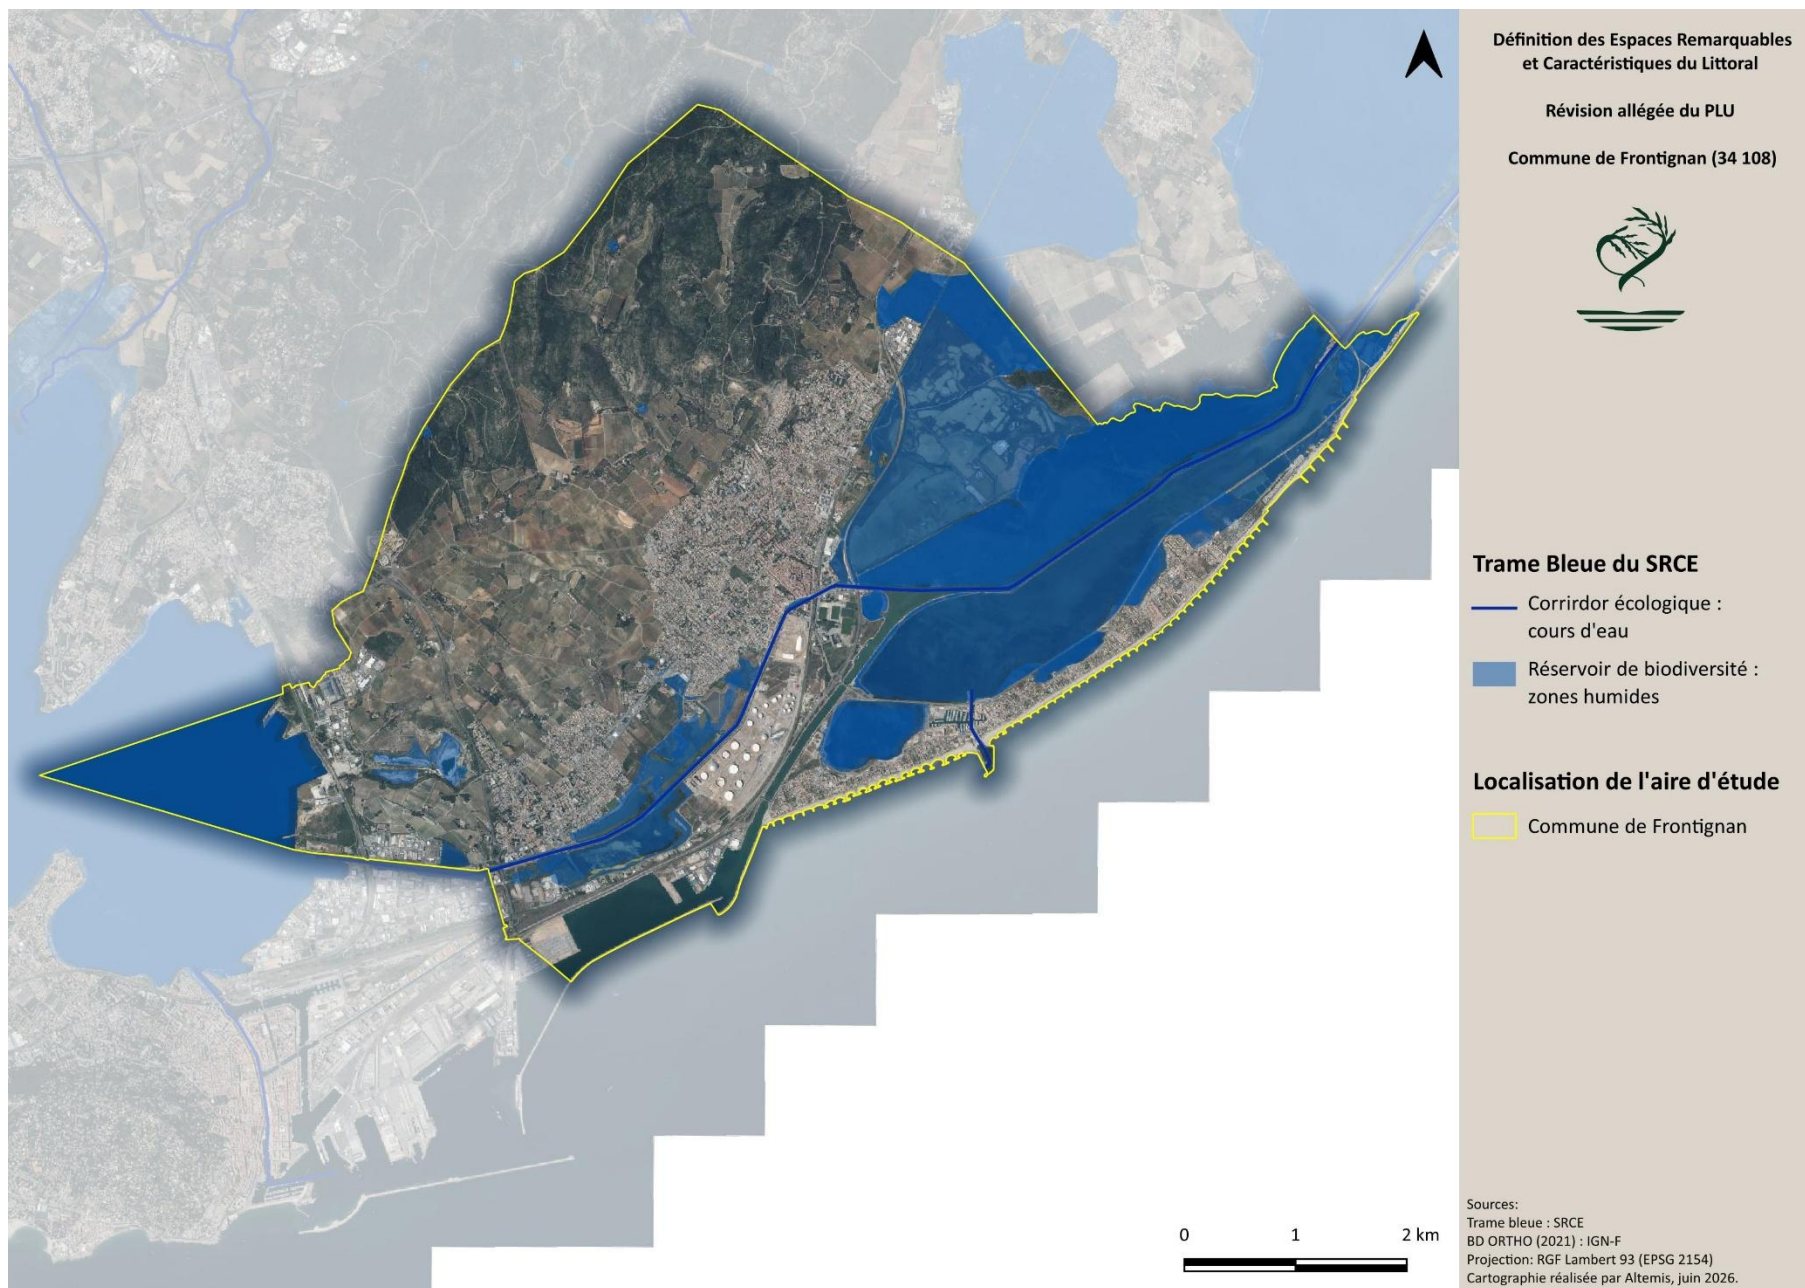 Définition des Espaces Remarquables
et Caractéristiques du Littoral
Révision allégée du PLU
Commune de Frontignan (34 108)
Trame Bleue du SRCE
Corrirdor écologique :
cours d'eau
Réservoir de biodiversité :
zones humides
Localisation de l'aire d'étude
Commune de Frontignan
0 1 2 km
Sources:
Trame bleue : SRCE
BD ORTHO (2021) : IGN-F
Projection: RGF Lambert 93 (EPSG 2154)
Cartographie réalisée par Altemis, juin 2026.